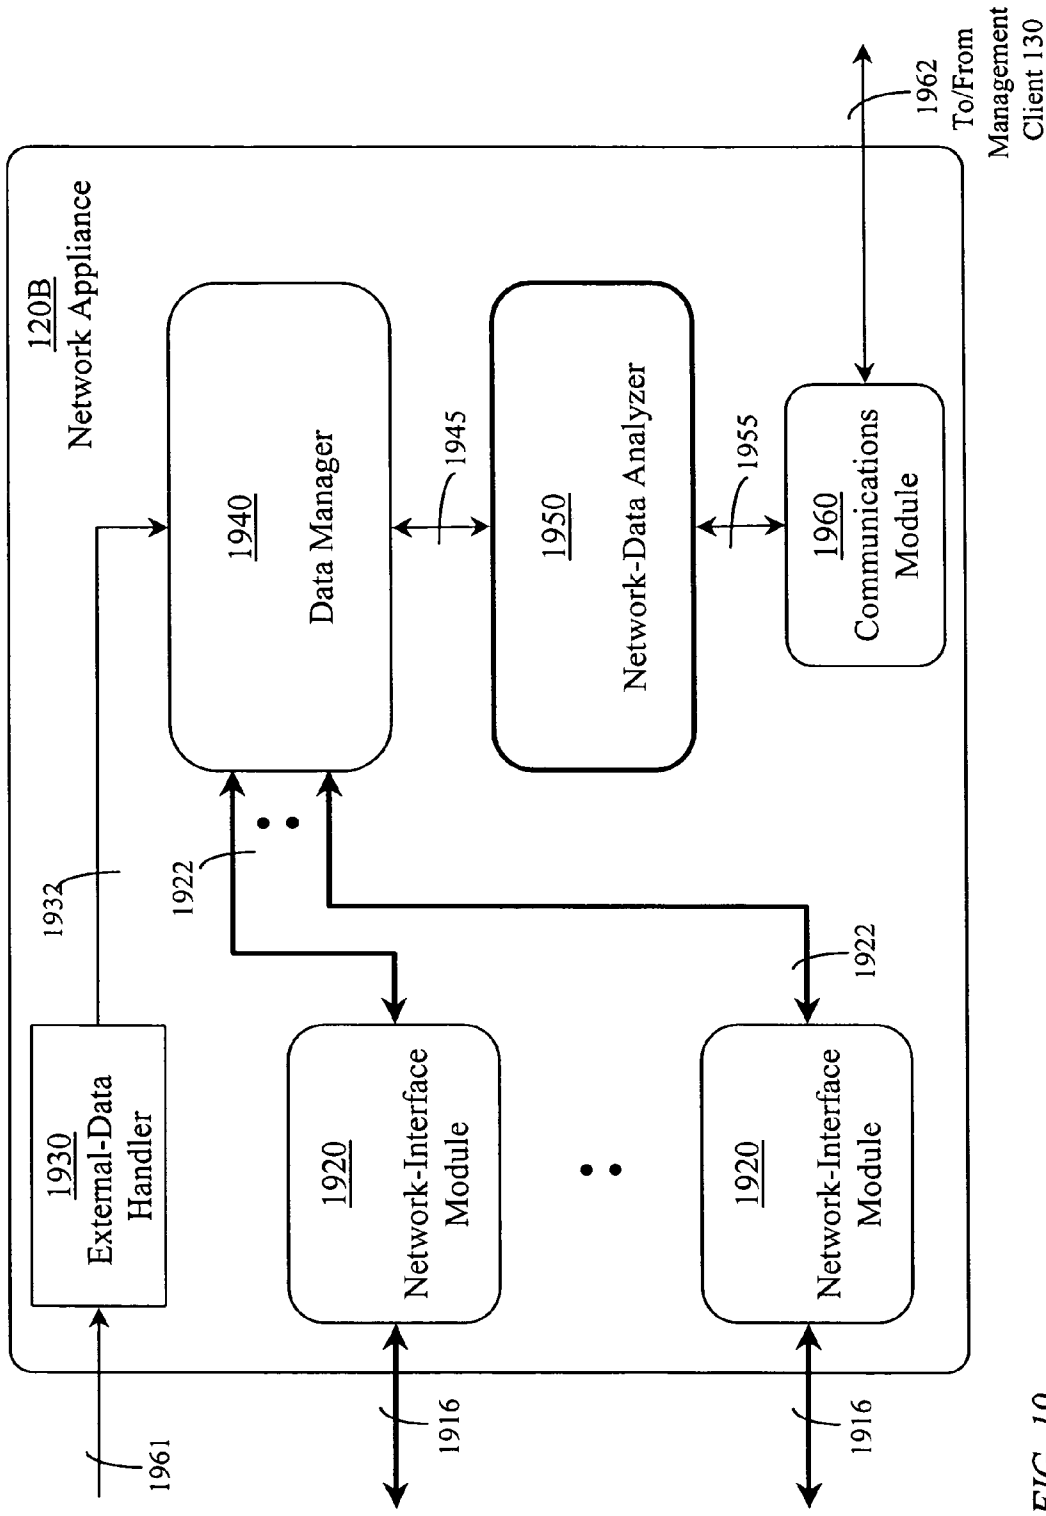 120B
Network Appliance
1961
1930
External-Data
Handler
1932
1940
Data Manager
1922
1916
1920
Network-Interface
Module
1945
1950
Network-Data Analyzer
1916
1920
Network-Interface
Module
1922
1955
1960
Communications
Module
1962
To/From
Management
Client 130
FIG. 19